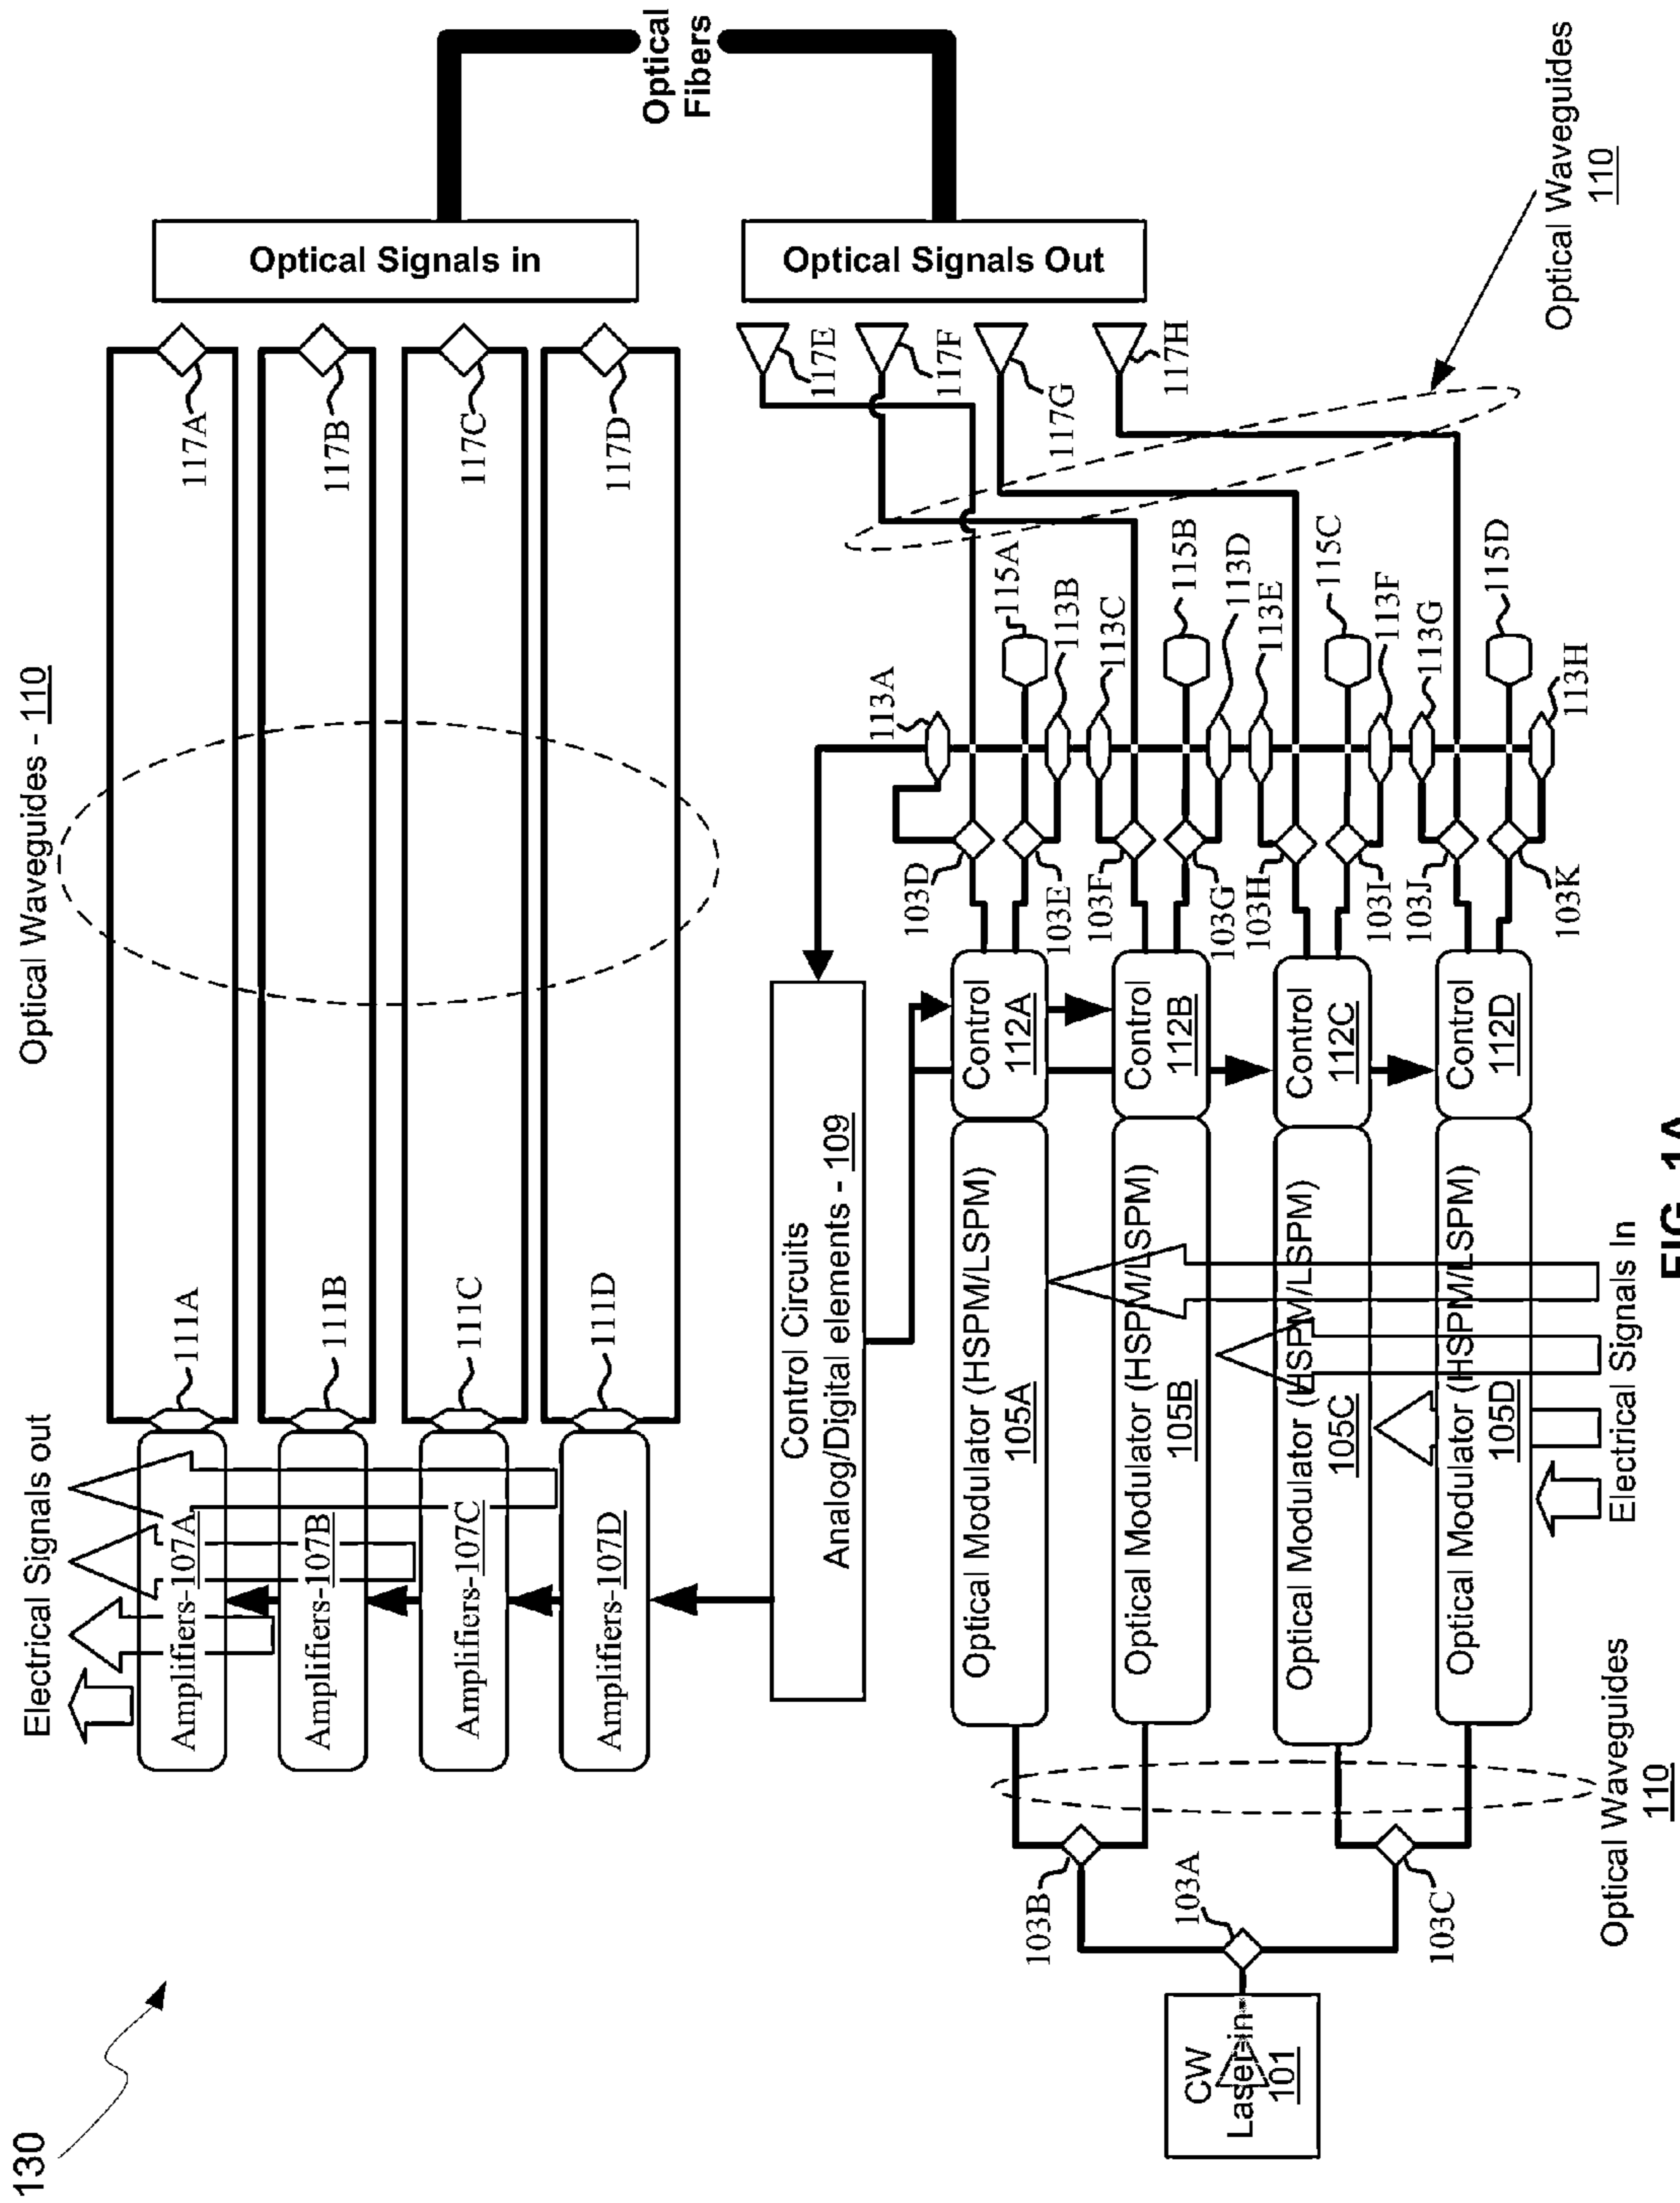 130
Electrical Signals out
Optical Waveguides - 110
Amplifiers-107A
Amplifiers-107B
Amplifiers-107C
Amplifiers-107D
111A
111B
111C
111D
117A
117B
117C
117D
Optical Signals in
Optical
Fibers
Optical Signals Out
117E
117F
117G
117H
Optical Waveguides
110
Control Circuits
Analog/Digital elements - 109
Optical Modulator (HSPM/LSPM)
105A
Control
112A
Optical Modulator (HSPM/LSPM)
105B
Control
112B
Optical Modulator (HSPM/LSPM)
105C
Control
112C
Optical Modulator (HSPM/LSPM)
105D
Control
112D
103D
103E
103F
103G
103H
103I
103J
103K
113A
115A
113B
113C
115B
113D
113E
115C
113F
113G
115D
113H
CW
Laser in
101
103A
103B
103C
Optical Waveguides
110
Electrical Signals In
FIG. 1A